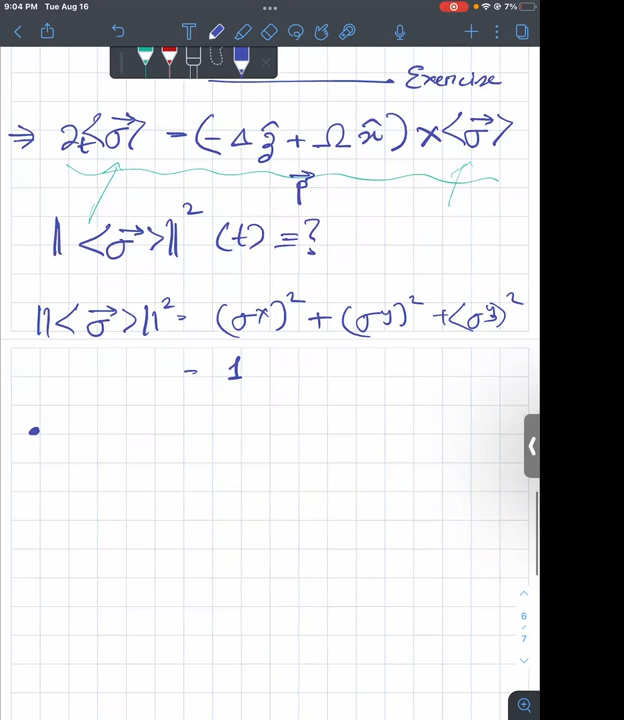 9:04 PM Tue Aug 16
7%
Exercise
⇒ ∂t<σ⃗> = (-Δẑ + Ωx̂) × <σ⃗>
P⃗
‖<σ⃗>‖² (t) = ?
‖<σ⃗>‖² = (σˣ)² + (σʸ)² + <σᶻ>²
= 1
6
/
7